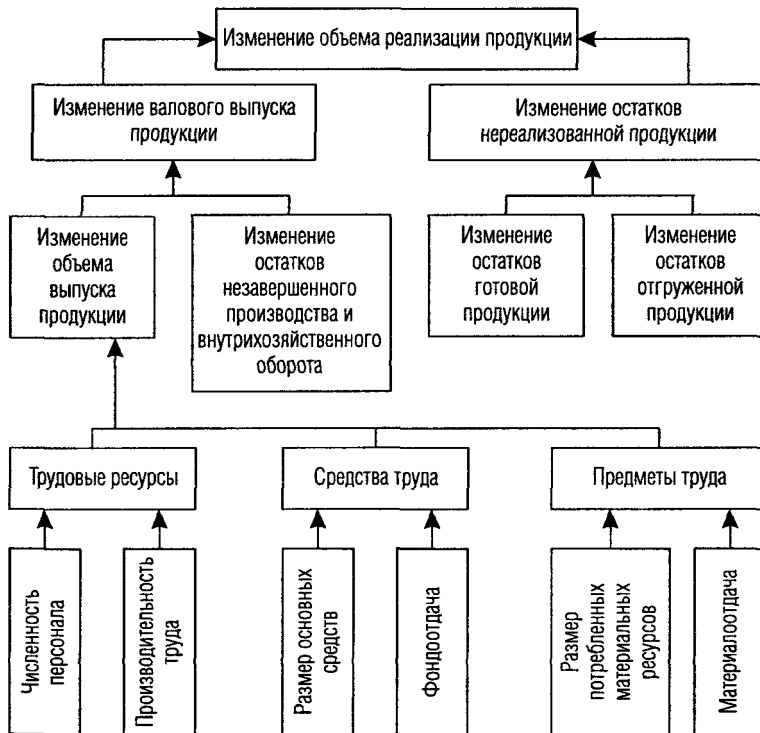 Изменение объема реализации продукции
Изменение валового выпуска
продукции
Изменение остатков
нереализованной продукции
Изменение
объема
выпуска
продукции
Изменение
остатков
незавершенного
производства и
внутрихозяйственного
оборота
Изменение
остатков
готовой
продукции
Изменение
остатков
отгруженной
продукции
Трудовые ресурсы
Средства труда
Предметы труда
Численность
персонала
Производительность
труда
Размер основных
средств
Фондоотдача
Размер
потребленных
материальных
ресурсов
Материалоотдача